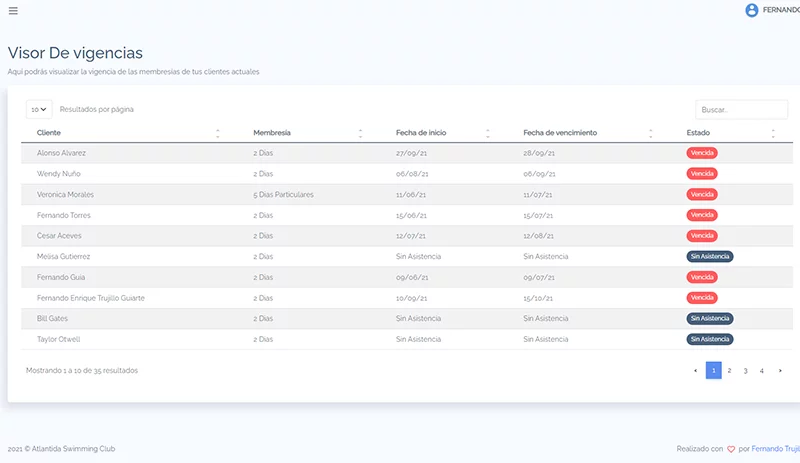 FERNANDO
Visor De vigencias
Aqui podrás visualizar la vigencia de las membresias de tus clientes actuales
10 Resultados por página Buscar..
Cliente Membresia Fecha de inicio Fecha de vencimiento Estado
Alonso Alvarez 2 Dias 27/09/21 28/09/21 Vencida
Wendy Nuño 2 Dias 06/08/21 06/09/21 Vencida
Veronica Morales 5 Dias Particulares 11/06/21 11/07/21 Vencida
Fernando Torres 2 Dias 15/06/21 15/07/21 Vencida
Cesar Aceves 2 Dias 12/07/21 12/08/21 Vencida
Melisa Gutierrez 2 Dias Sin Asistencia Sin Asistencia Sin Asistencia
Fernando Guia 2 Dias 09/06/21 09/07/21 Vencida
Fernando Enrique Trujillo Guiarte 2 Dias 10/09/21 15/10/21 Vencida
Bill Gates 2 Dias Sin Asistencia Sin Asistencia Sin Asistencia
Taylor Otwell 2 Dias Sin Asistencia Sin Asistencia Sin Asistencia
Mostrando 1 a 10 de 35 resultados 1 2 3 4
2021 © Atlantida Swimming Club Realizado con por Fernando Trujil